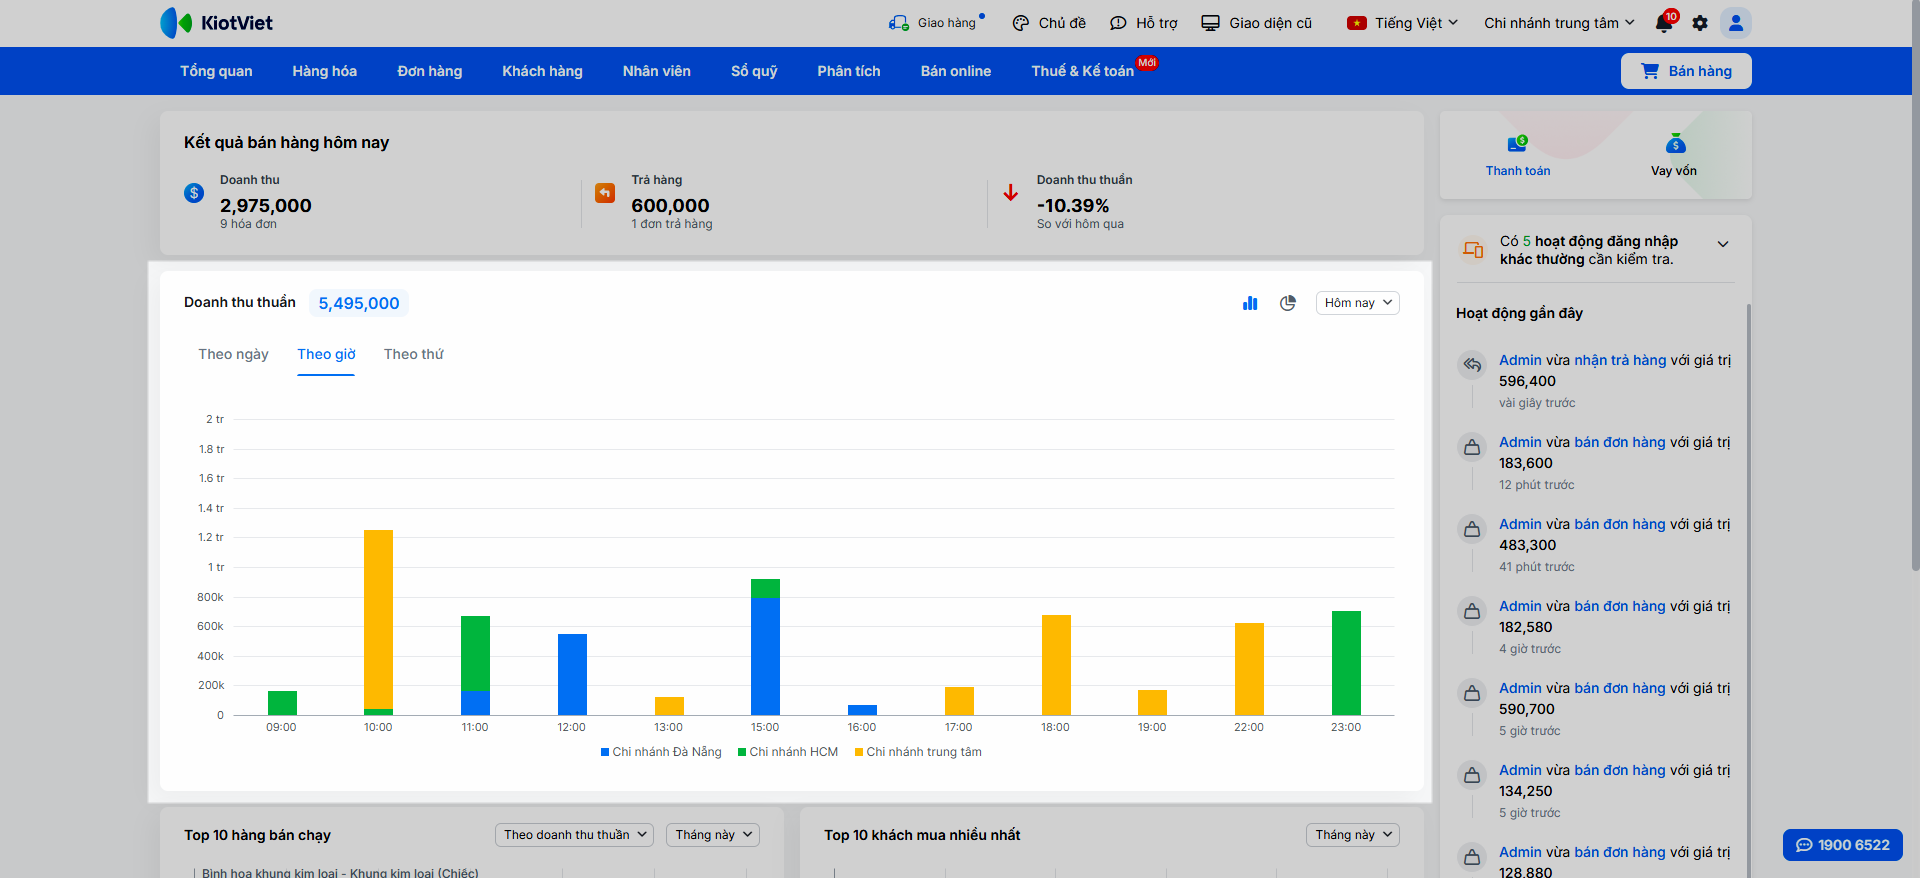 KiotViet
Giao hàng
Chủ đề
Hỗ trợ
Giao diện cũ
Tiếng Việt
Chi nhánh trung tâm
10
Tổng quan
Hàng hóa
Đơn hàng
Khách hàng
Nhân viên
Sổ quỹ
Phân tích
Bán online
Thuế & Kế toán
Mới
Bán hàng
Kết quả bán hàng hôm nay
Doanh thu
2,975,000
9 hóa đơn
Trả hàng
600,000
1 đơn trả hàng
Doanh thu thuần
-10.39%
So với hôm qua
Thanh toán
Vay vốn
Có 5 hoạt động đăng nhập
khác thường cần kiểm tra.
Doanh thu thuần
5,495,000
Hôm nay
Theo ngày
Theo giờ
Theo thứ
2 tr
1.8 tr
1.6 tr
1.4 tr
1.2 tr
1 tr
800k
600k
400k
200k
0
09:00
10:00
11:00
12:00
13:00
15:00
16:00
17:00
18:00
19:00
22:00
23:00
Chi nhánh Đà Nẵng
Chi nhánh HCM
Chi nhánh trung tâm
Hoạt động gần đây
Admin vừa nhận trả hàng với giá trị
596,400
vài giây trước
Admin vừa bán đơn hàng với giá trị
183,600
12 phút trước
Admin vừa bán đơn hàng với giá trị
483,300
41 phút trước
Admin vừa bán đơn hàng với giá trị
182,580
4 giờ trước
Admin vừa bán đơn hàng với giá trị
590,700
5 giờ trước
Admin vừa bán đơn hàng với giá trị
134,250
5 giờ trước
Admin vừa bán đơn hàng với giá trị
128,880
Top 10 hàng bán chạy
Theo doanh thu thuần
Tháng này
Bình hoa khung kim loại - Khung kim loại (Chiếc)
Top 10 khách mua nhiều nhất
Tháng này
1900 6522